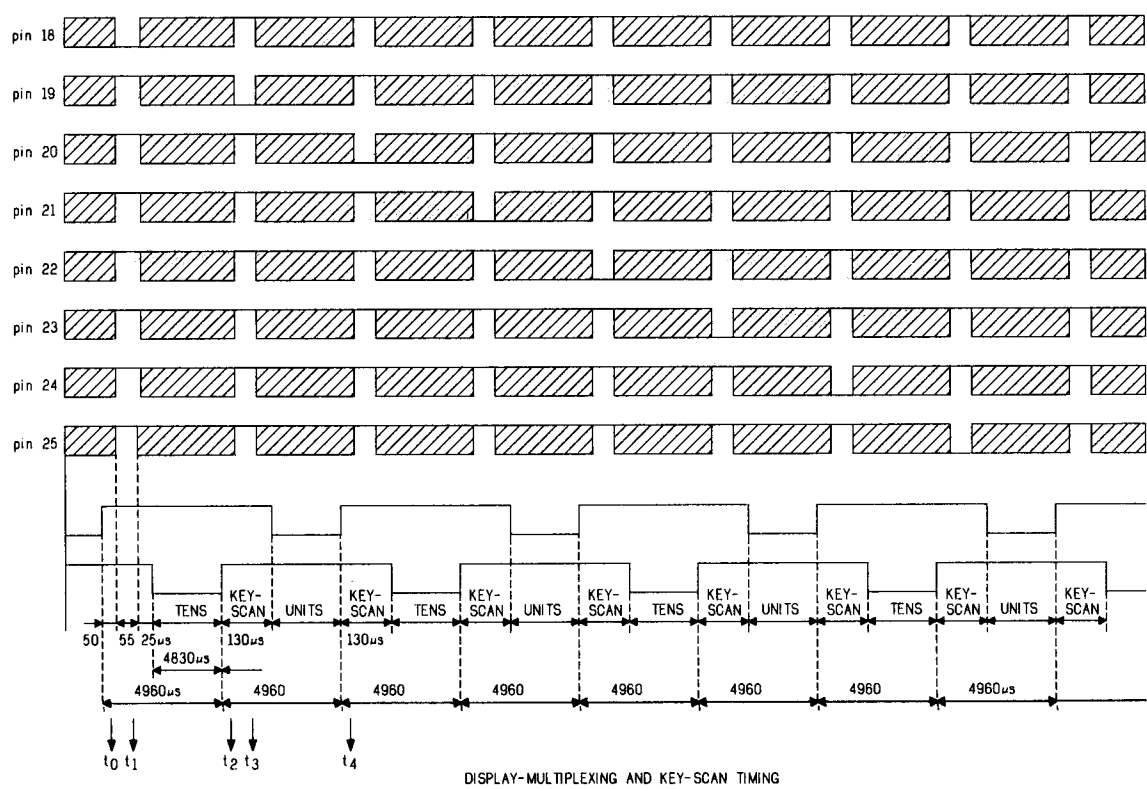 pin 18
pin 19
pin 20
pin 21
pin 22
pin 23
pin 24
pin 25
KEY- KEY- KEY- KEY- KEY- KEY- KEY- KEY-
TENS SCAN UNITS SCAN TENS SCAN UNITS SCAN TENS SCAN UNITS SCAN TENS SCAN UNITS SCAN
50 55 25µs 130µs 130µs
4830µs
4960µs 4960 4960 4960 4960 4960 4960 4960µs
t0 t1 t2 t3 t4
DISPLAY-MULTIPLEXING AND KEY-SCAN TIMING